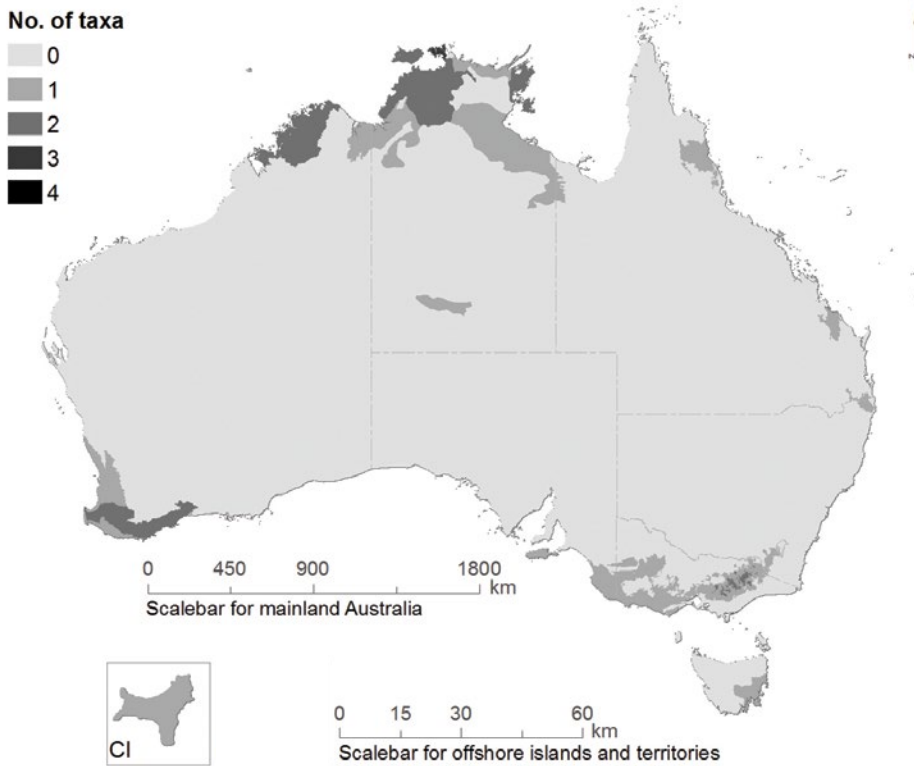 No. of taxa
0
1
2
3
4
0 450 900 1800
km
Scalebar for mainland Australia
CI
0 15 30 60
km
Scalebar for offshore islands and territories